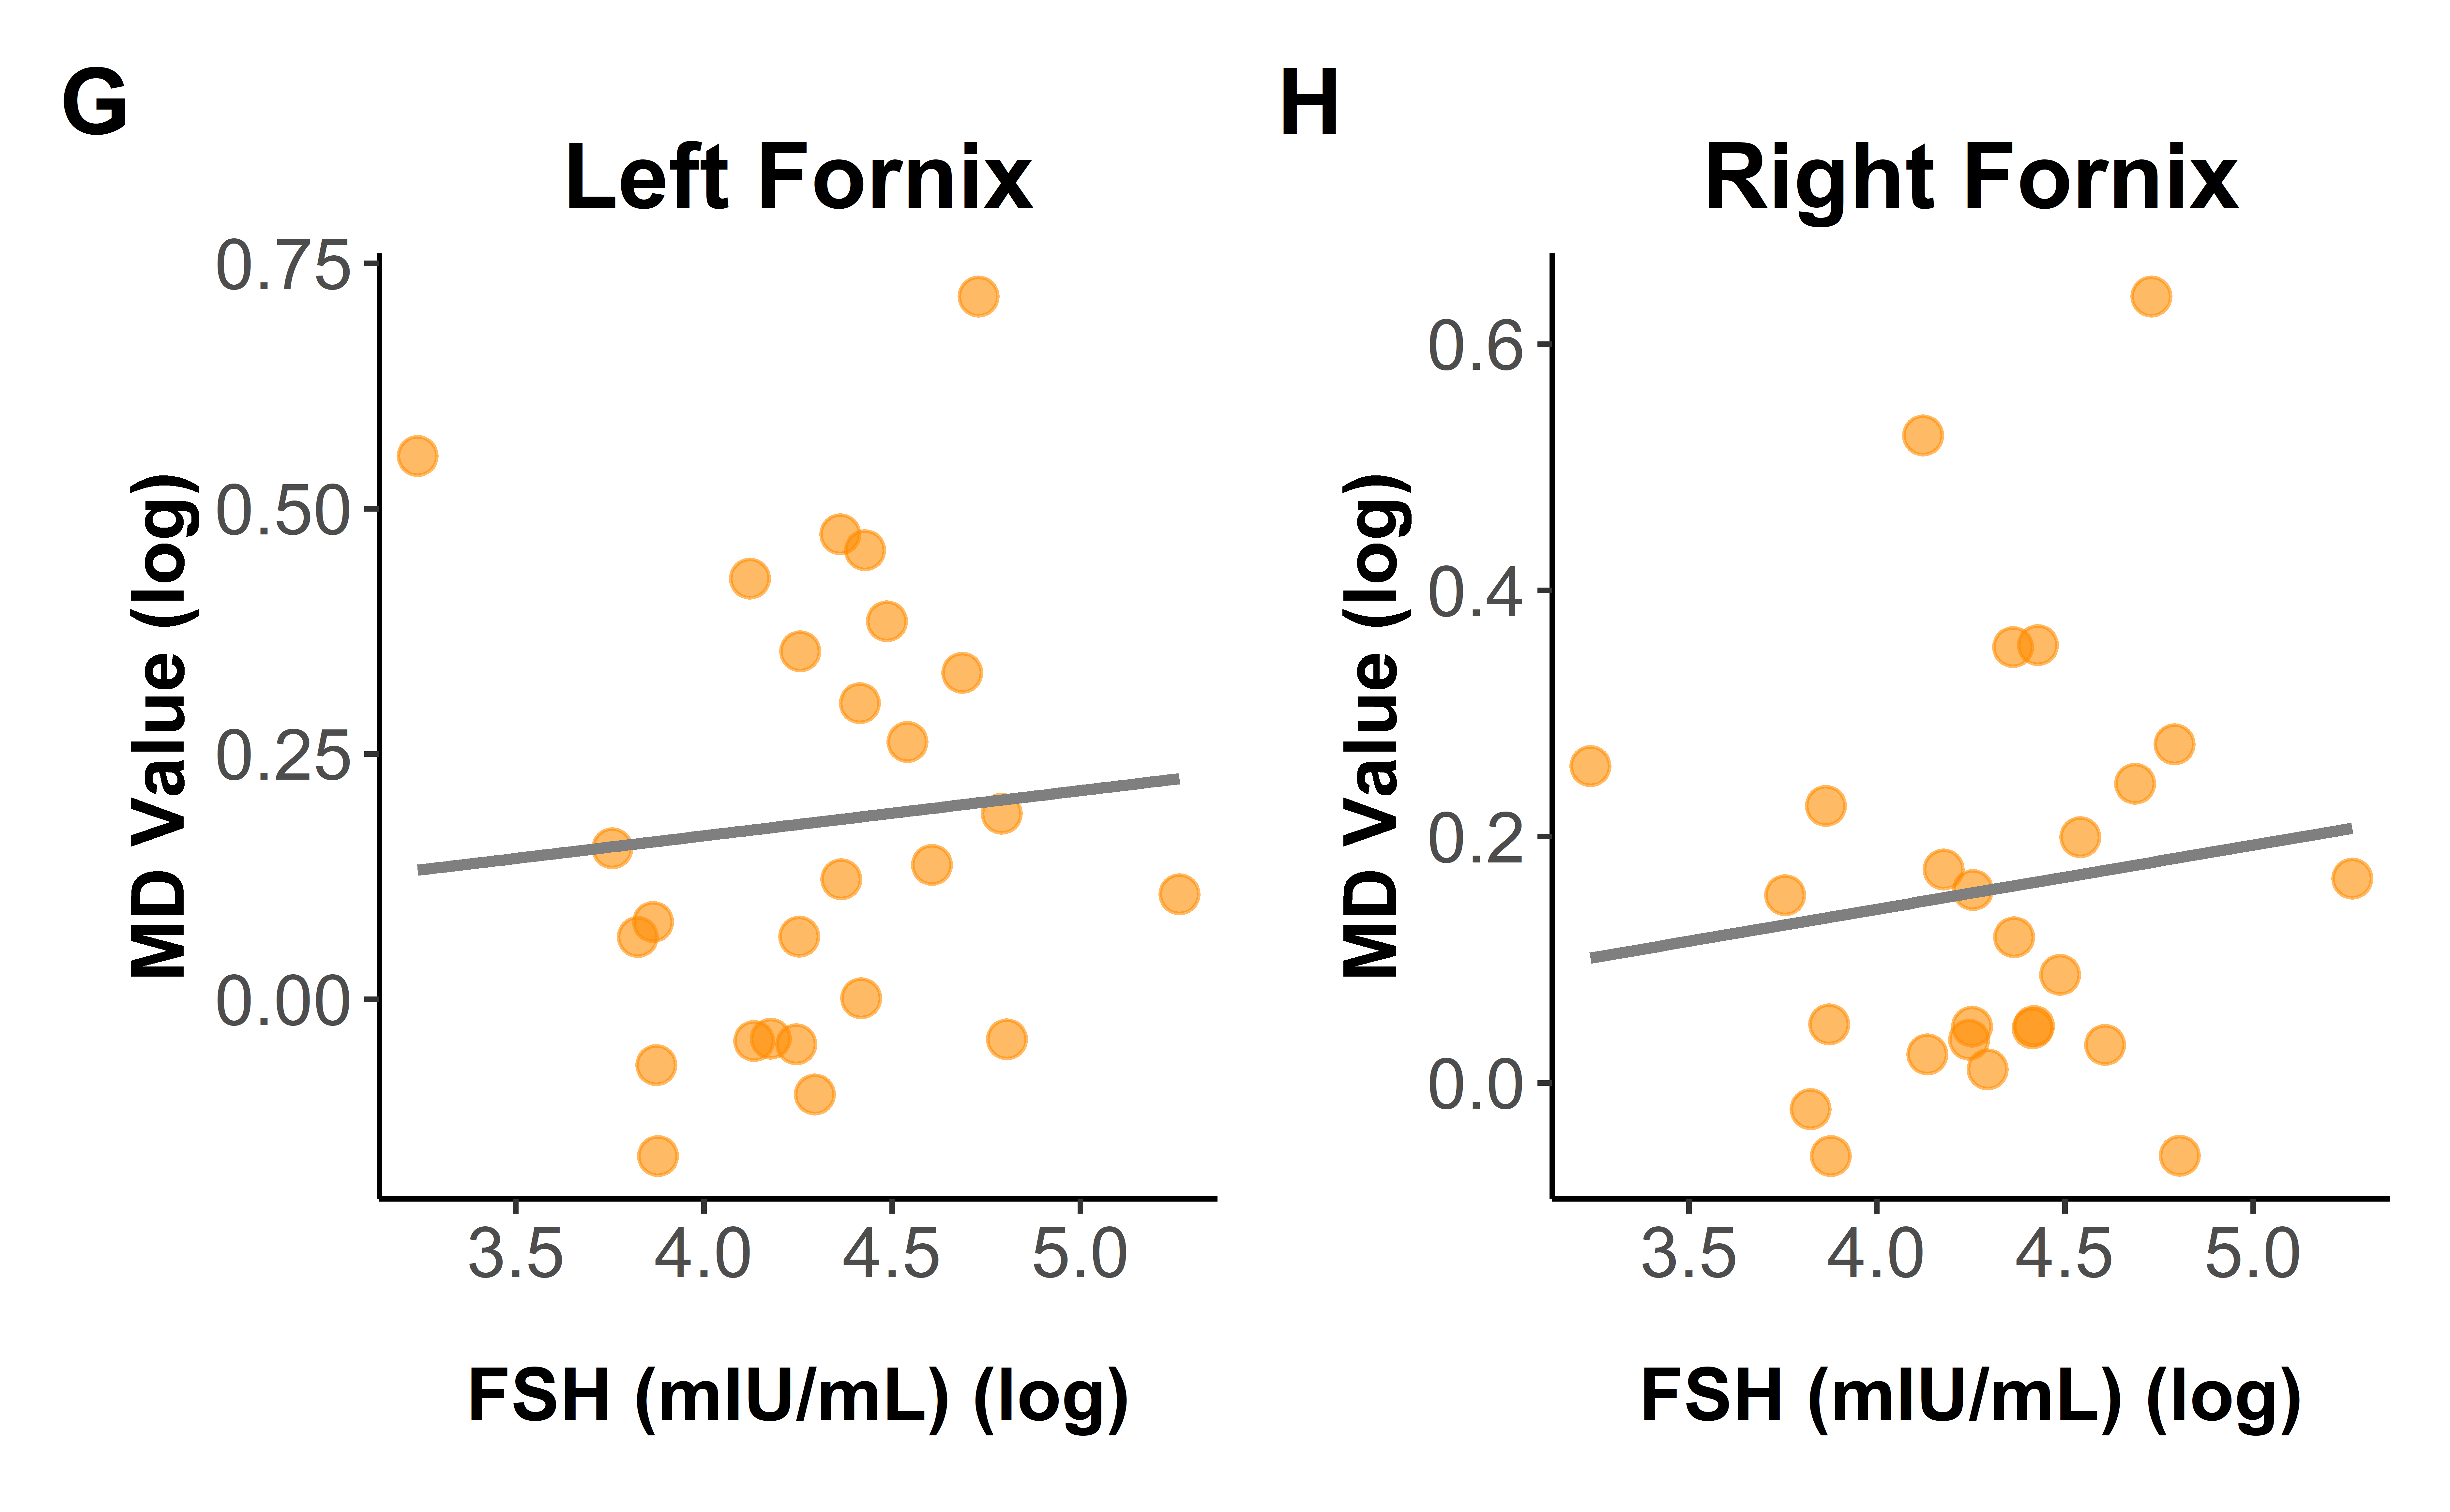 G
Left Fornix
MD Value (log)
0.75
0.50
0.25
0.00
3.5 4.0 4.5 5.0
FSH (mIU/mL) (log)
H
Right Fornix
MD Value (log)
0.6
0.4
0.2
0.0
3.5 4.0 4.5 5.0
FSH (mIU/mL) (log)